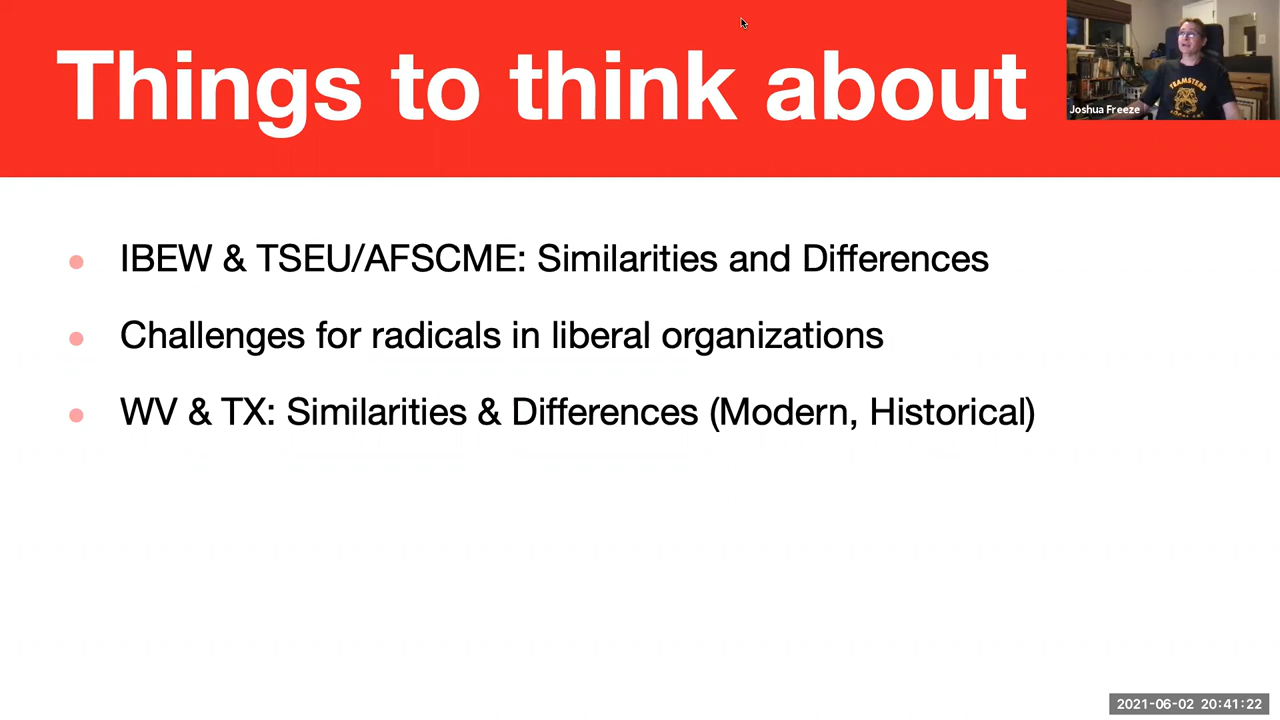 Things to think about
Joshua Freeze
TEAMSTERS
IBEW & TSEU/AFSCME: Similarities and Differences
Challenges for radicals in liberal organizations
WV & TX: Similarities & Differences (Modern, Historical)
2021-06-02 20:41:22